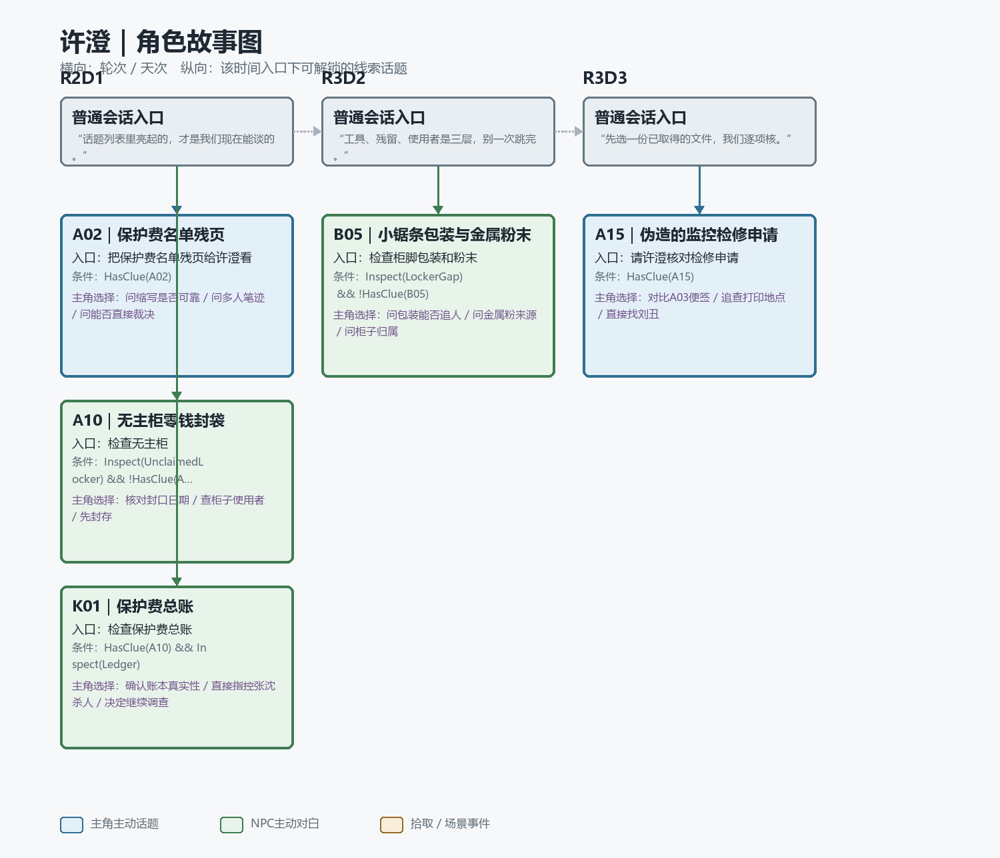 许澄｜角色故事图
横向：轮次 / 天次　纵向：该时间入口下可解锁的线索话题
R2D1
普通会话入口
“话题列表里亮起的，才是我们现在能谈的
。”
A02｜保护费名单残页
入口：把保护费名单残页给许澄看
条件：HasClue(A02)
主角选择：问缩写是否可靠 / 问多人笔迹
/ 问能否直接裁决
A10｜无主柜零钱封袋
入口：检查无主柜
条件：Inspect(UnclaimedL
ocker) && !HasClue(A...
主角选择：核对封口日期 / 查柜子使用者
/ 先封存
K01｜保护费总账
入口：检查保护费总账
条件：HasClue(A10) && In
spect(Ledger)
主角选择：确认账本真实性 / 直接指控张沈
杀人 / 决定继续调查
R3D2
普通会话入口
“工具、残留、使用者是三层，别一次跳完
。”
B05｜小锯条包装与金属粉末
入口：检查柜脚包装和粉末
条件：Inspect(LockerGap)
&& !HasClue(B05)
主角选择：问包装能否追人 / 问金属粉来源
/ 问柜子归属
R3D3
普通会话入口
“先选一份已取得的文件，我们逐项核。”
A15｜伪造的监控检修申请
入口：请许澄核对检修申请
条件：HasClue(A15)
主角选择：对比A03便签 / 追查打印地点
/ 直接找刘丑
主角主动话题
NPC主动对白
拾取 / 场景事件